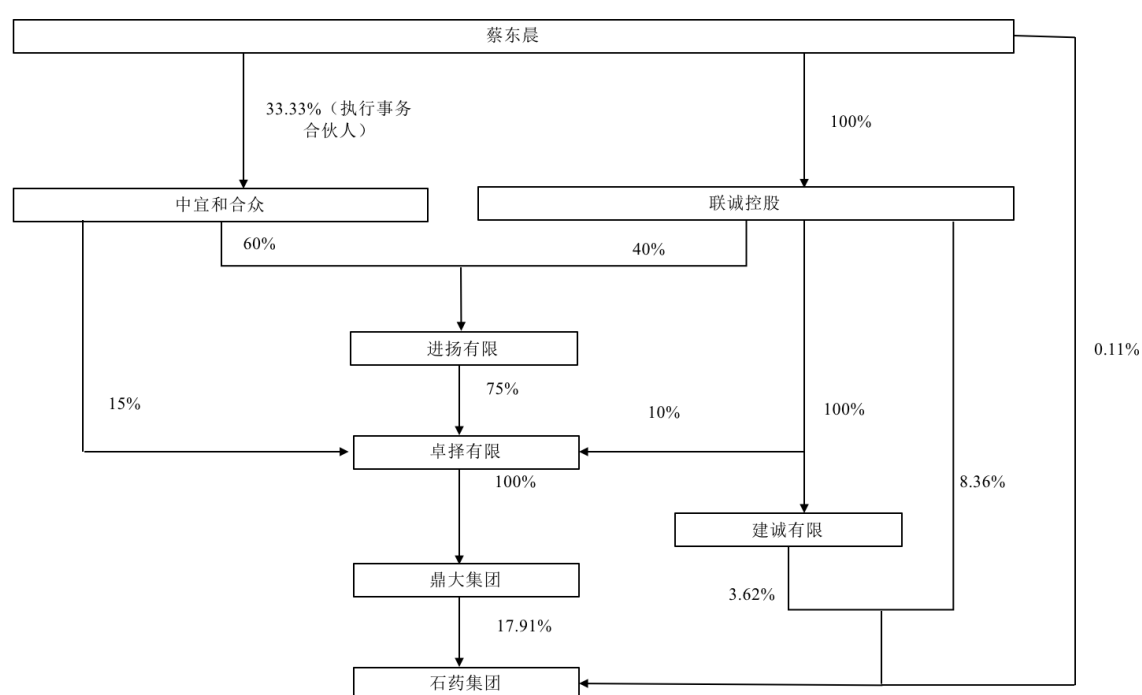 蔡东晨
33.33%（执行事务
合伙人）
100%
中宜和合众
联诚控股
60%
40%
进扬有限
0.11%
75%
15%
10%
100%
卓择有限
100%
8.36%
建诚有限
鼎大集团
3.62%
17.91%
石药集团